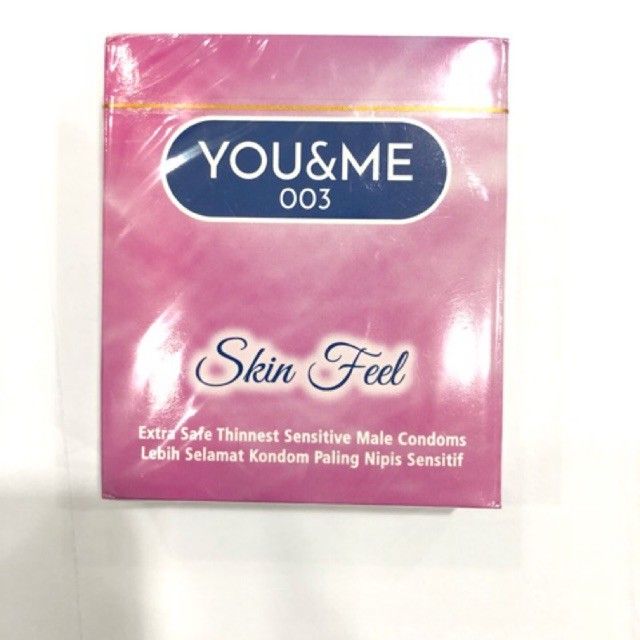 YOU&ME
003
Skin Feel
Extra Safe Thinnest Sensitive Male Condoms
Lebih Selamat Kondom Paling Nipis Sensitif